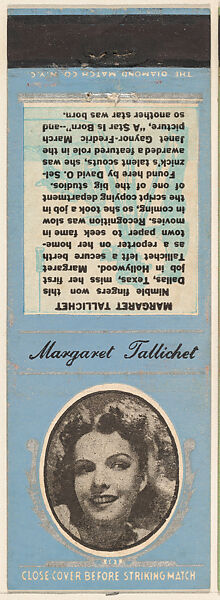 THE DIAMOND MATCH CO. N.Y.C.
MARGARET
TALLICHET
Nimble fingers won this
Dallas, Texas, miss her first
job in Hollywood. Margaret
Tallichet left a secure berth
as a reporter on her home-
town paper to seek fame in
movies. Recognition was slow
in coming, so she took a job in
the script copying department
of one of the big studios.
Found here by David O. Selz-
nick's talent scouts, she was
awarded a featured role in the
Janet Gaynor-Fredric March
picture, "A Star Is Born"--and
so another star was born.
Margaret Tallichet
CLOSE COVER BEFORE STRIKING MATCH